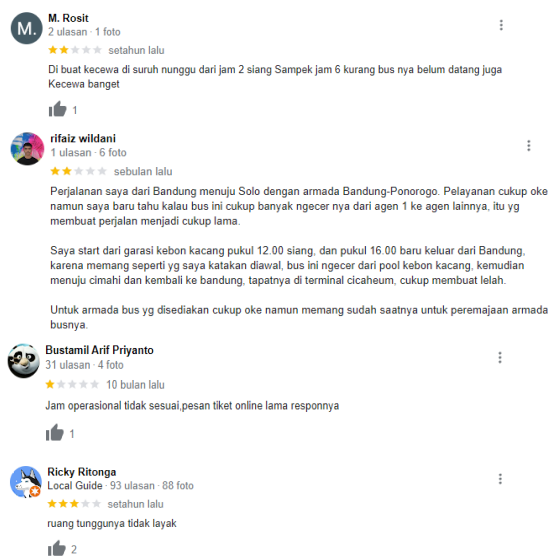 M. Rosit
2 ulasan · 1 foto
setahun lalu
Di buat kecewa di suruh nunggu dari jam 2 siang Sampek jam 6 kurang bus nya belum datang juga
Kecewa banget
1
rifaiz wildani
1 ulasan · 6 foto
sebulan lalu
Perjalanan saya dari Bandung menuju Solo dengan armada Bandung-Ponorogo. Pelayanan cukup oke
namun saya baru tahu kalau bus ini cukup banyak ngecer nya dari agen 1 ke agen lainnya, itu yg
membuat perjalan menjadi cukup lama.
Saya start dari garasi kebon kacang pukul 12.00 siang, dan pukul 16.00 baru keluar dari Bandung,
karena memang seperti yg saya katakan diawal, bus ini ngecer dari pool kebon kacang, kemudian
menuju cimahi dan kembali ke bandung, tapatnya di terminal cicaheum, cukup membuat lelah.
Untuk armada bus yg disediakan cukup oke namun memang sudah saatnya untuk peremajaan armada
busnya.
Bustamil Arif Priyanto
31 ulasan · 4 foto
10 bulan lalu
Jam operasional tidak sesuai,pesan tiket online lama responnya
1
Ricky Ritonga
Local Guide · 93 ulasan · 88 foto
setahun lalu
ruang tunggunya tidak layak
2